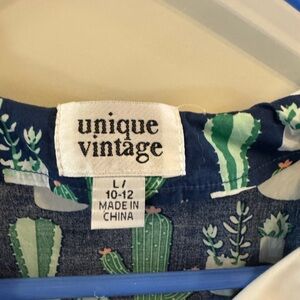 unique
vintage
L/
10-12
MADE IN
CHINA